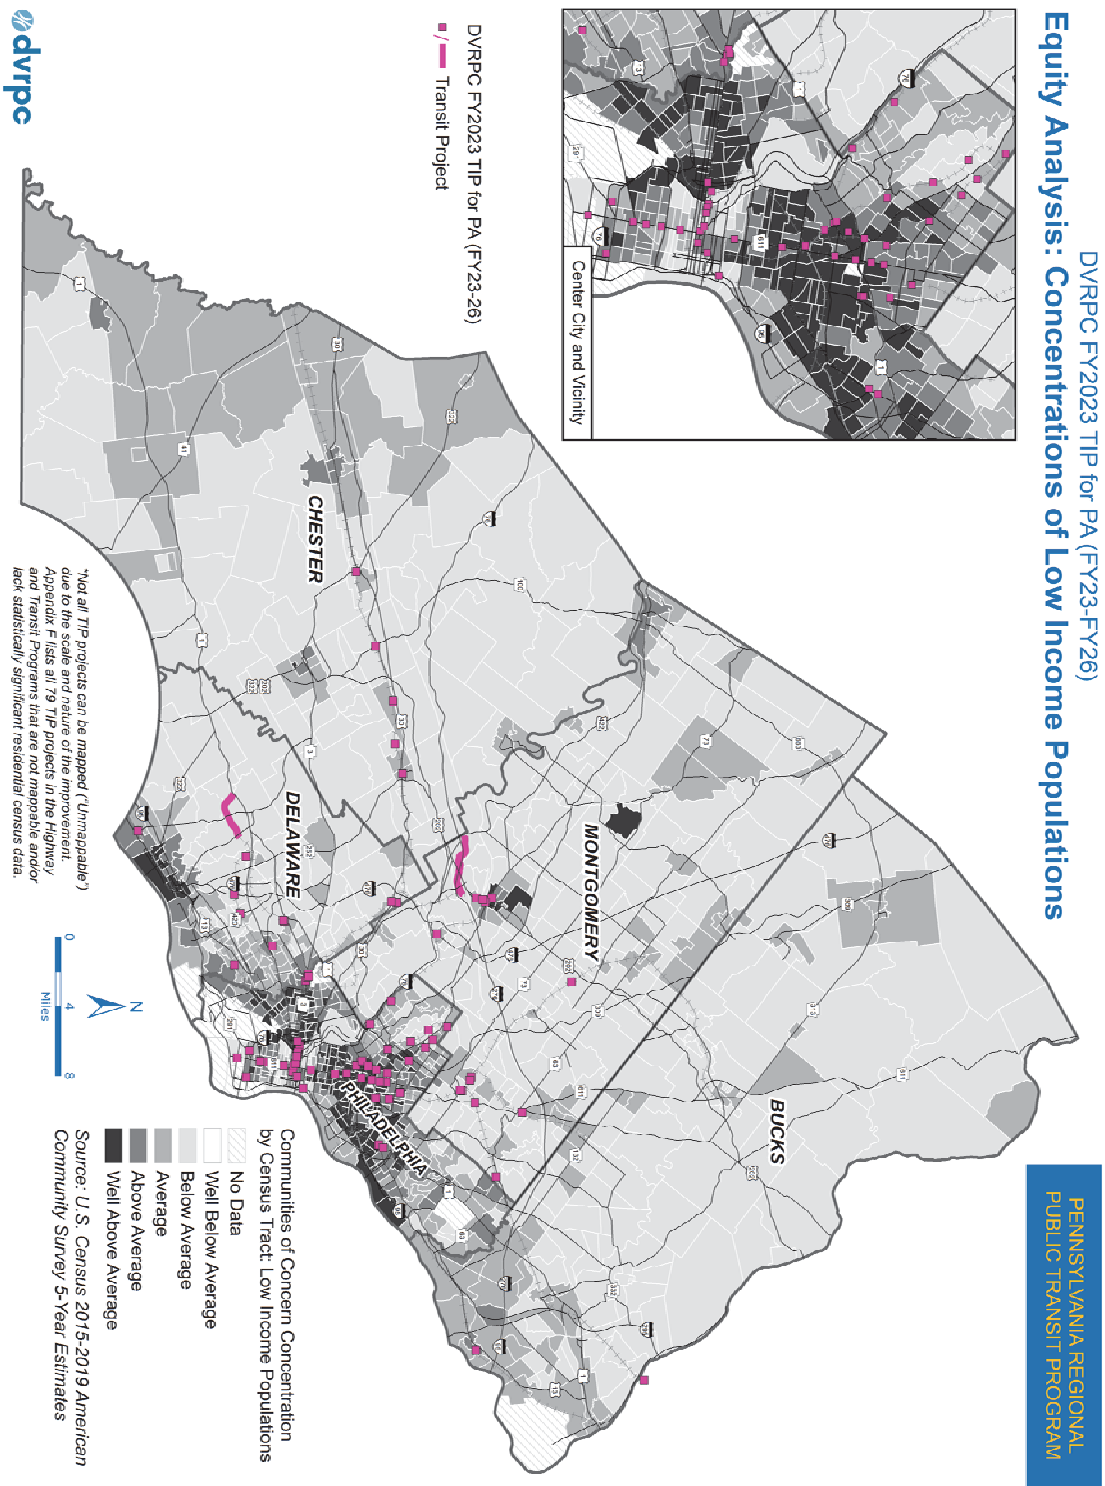 DVRPC FY2023 TIP for PA (FY23-FY26)
Equity Analysis: Concentrations of Low Income Populations
PENNSYLVANIA REGIONAL
PUBLIC TRANSIT PROGRAM
Center City and Vicinity
DVRPC FY2023 TIP for PA (FY23-26)
/ Transit Project
CHESTER
MONTGOMERY
BUCKS
DELAWARE
PHILADELPHIA
Communities of Concern Concentration
by Census Tract: Low Income Populations
No Data
Well Below Average
Below Average
Average
Above Average
Well Above Average
Source: U.S. Census 2015-2019 American
Community Survey 5-Year Estimates
N
0 4 8
Miles
*Not all TIP projects can be mapped ("Unmappable")
due to the scale and nature of the improvement.
Appendix F lists all 79 TIP projects in the Highway
and Transit Programs that are not mappable and/or
lack statistically significant residential census data.
dvrpc